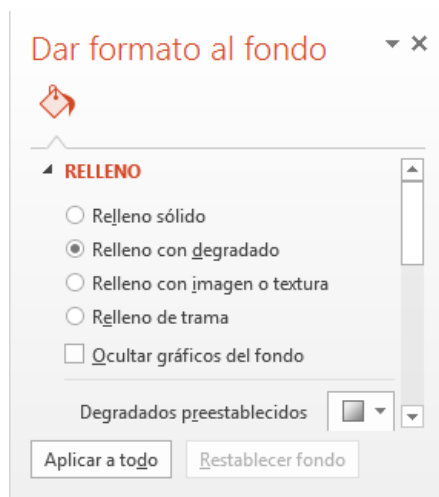 Dar formato al fondo
RELLENO
Relleno sólido
Relleno con degradado
Relleno con imagen o textura
Relleno de trama
Ocultar gráficos del fondo
Degradados preestablecidos
Aplicar a todo
Restablecer fondo